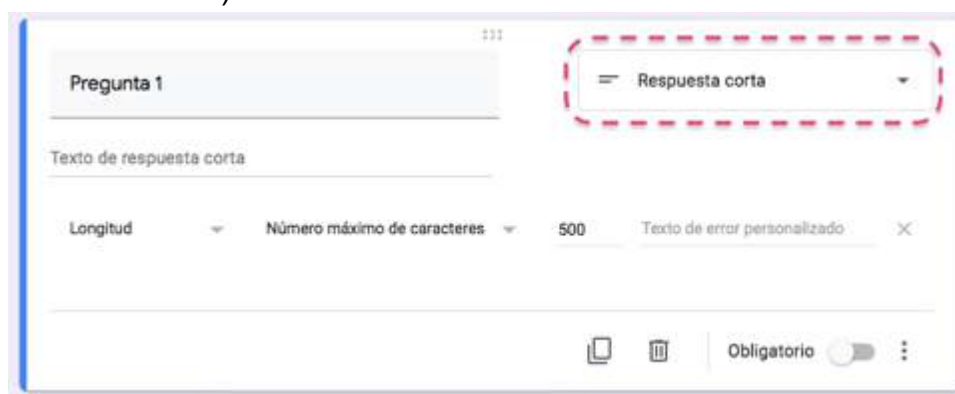 Pregunta 1
Respuesta corta
Texto de respuesta corta
Longitud Número máximo de caracteres 500 Texto de error personalizado
Obligatorio